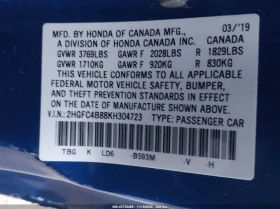 MFD. BY HONDA OF CANADA MFG., 03/'19
A DIVISION OF HONDA CANADA INC. CANADA
GVWR 3769LBS GAWR F 2028LBS R 1829LBS
GVWR 1710KG GAWR F 920KG R 830KG
THIS VEHICLE CONFORMS TO ALL APPLICABLE
FEDERAL MOTOR VEHICLE SAFETY, BUMPER,
AND THEFT PREVENTION STANDARDS IN EFFECT
ON THE DATE OF MANUFACTURE SHOWN ABOVE.
V.I.N.: 2HGFC4B88KH304723 TYPE: PASSENGER CAR
TBG K LD6 -B593M -V -H